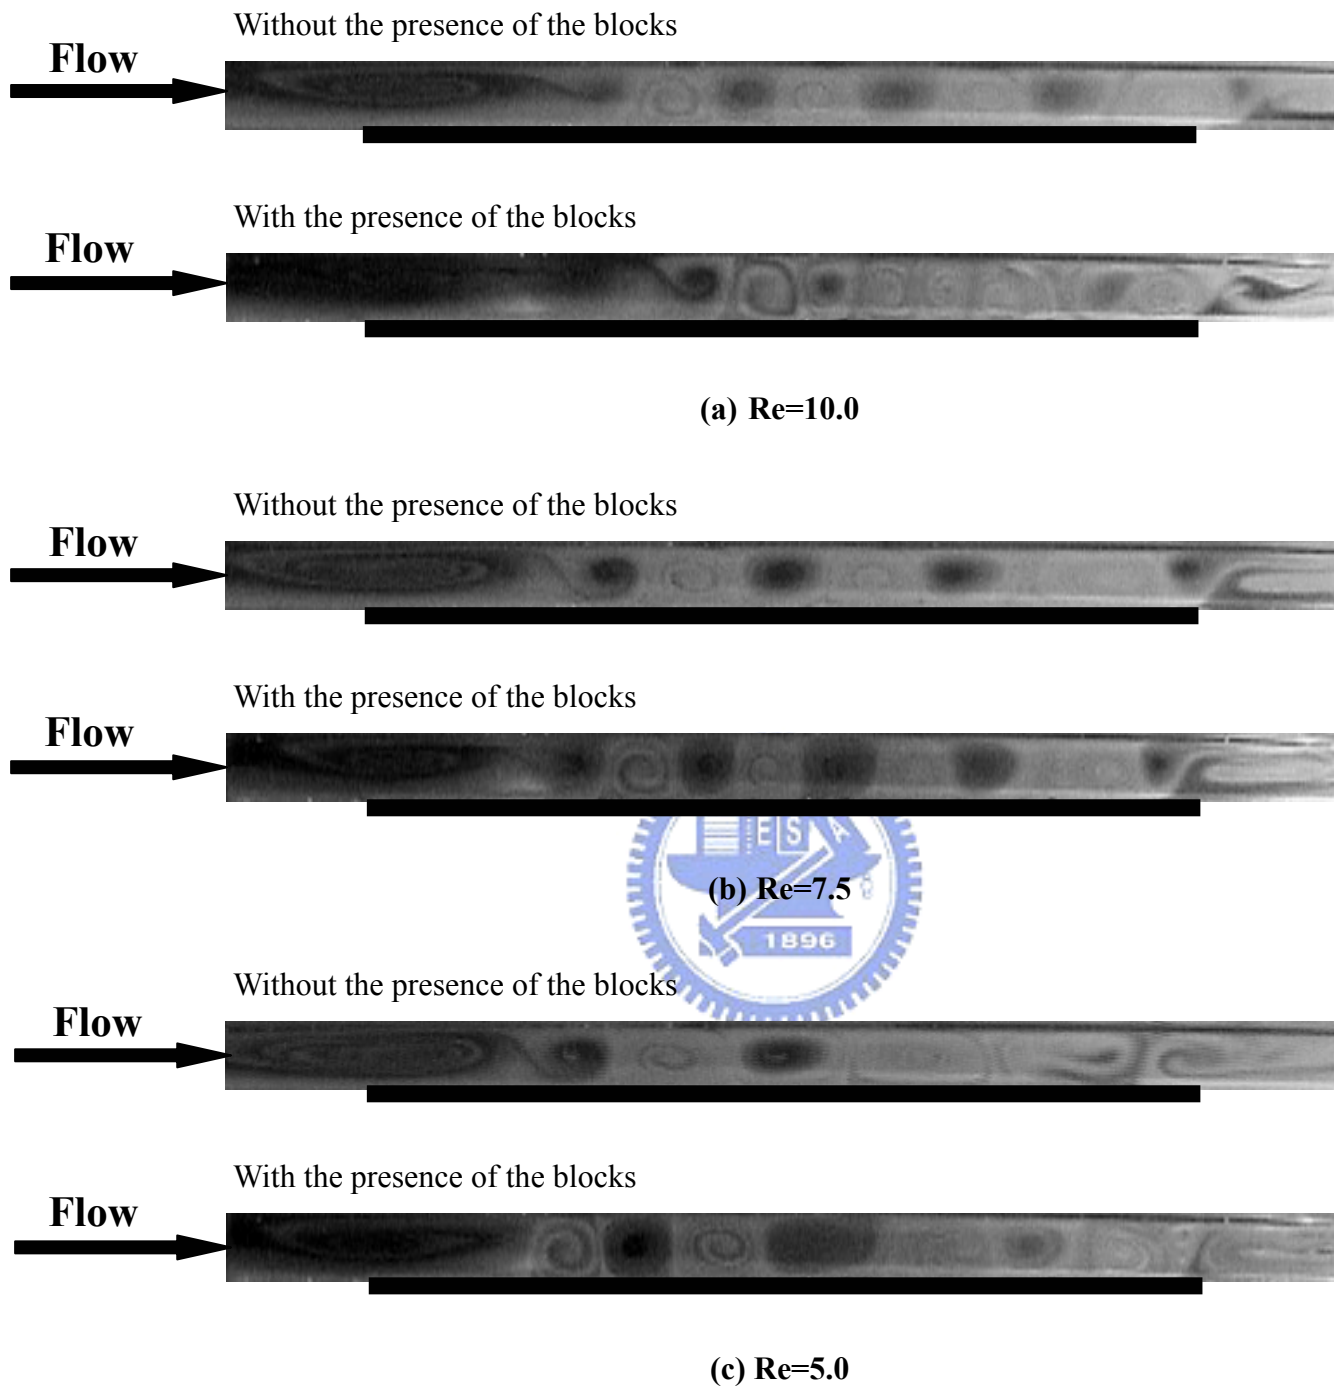 Without the presence of the blocks
Flow
With the presence of the blocks
Flow
(a) Re=10.0
Without the presence of the blocks
Flow
With the presence of the blocks
Flow
E S A
(b) Re=7.5
1896
Without the presence of the blocks
Flow
With the presence of the blocks
Flow
(c) Re=5.0